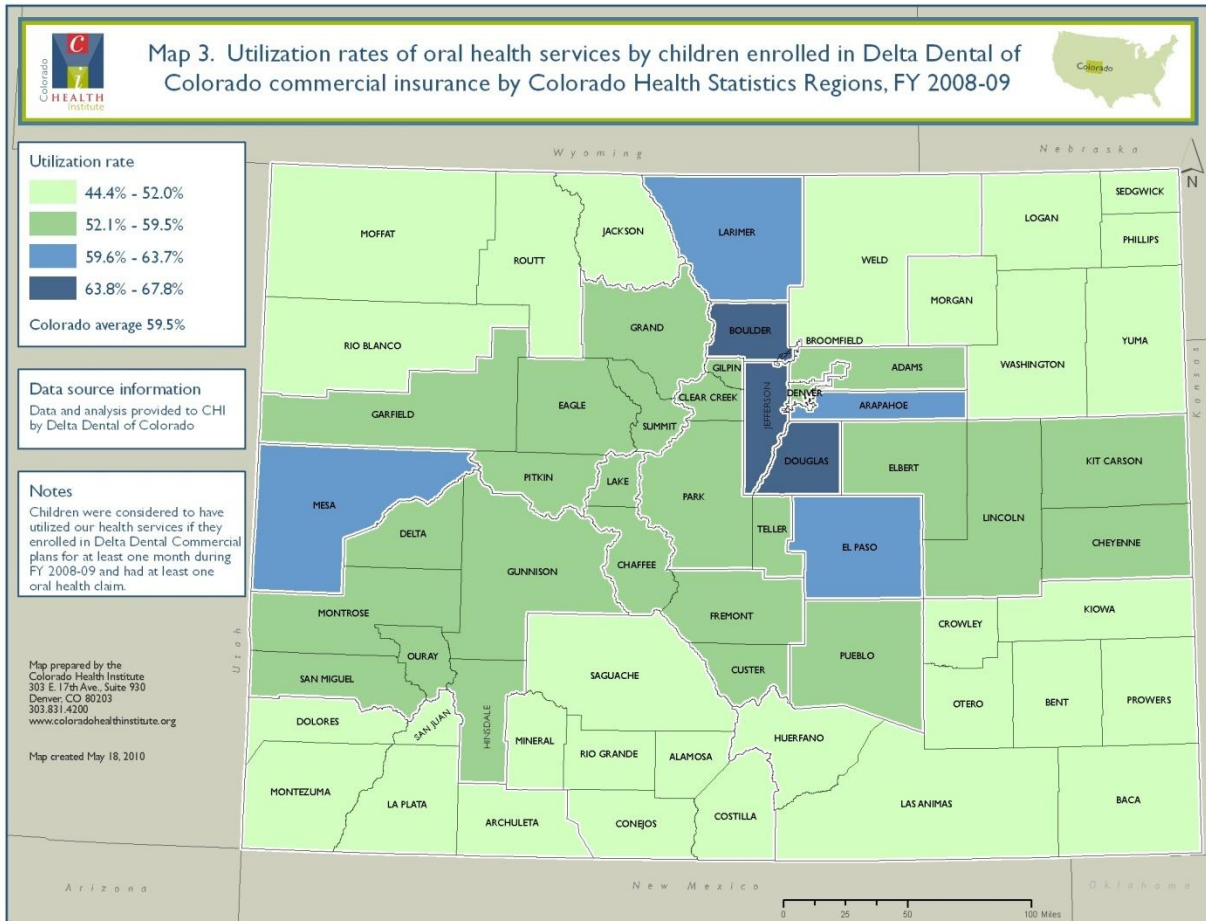 Colorado
c
i
HEALTH
Institute
Map 3. Utilization rates of oral health services by children enrolled in Delta Dental of
Colorado commercial insurance by Colorado Health Statistics Regions, FY 2008-09
Colorado
Utilization rate
44.4% - 52.0%
52.1% - 59.5%
59.6% - 63.7%
63.8% - 67.8%
Colorado average 59.5%
Data source information
Data and analysis provided to CHI
by Delta Dental of Colorado
Notes
Children were considered to have
utilized our health services if they
enrolled in Delta Dental Commercial
plans for at least one month during
FY 2008-09 and had at least one
oral health claim.
Map prepared by the
Colorado Health Institute
303 E. 17th Ave., Suite 930
Denver, CO 80203
303.831.4200
www.coloradohealthinstitute.org
Map created May 18, 2010
Wyoming
Nebraska
N
SEDGWICK
LOGAN
PHILLIPS
MOFFAT
ROUTT
JACKSON
LARIMER
WELD
MORGAN
YUMA
RIO BLANCO
GRAND
BOULDER
BROOMFIELD
WASHINGTON
Kansas
GILPIN
ADAMS
CLEAR CREEK
DENVER
ARAPAHOE
JEFFERSON
GARFIELD
EAGLE
SUMMIT
DOUGLAS
ELBERT
KIT CARSON
MESA
PITKIN
LAKE
PARK
LINCOLN
DELTA
TELLER
EL PASO
CHEYENNE
GUNNISON
CHAFFEE
MONTROSE
FREMONT
KIOWA
CROWLEY
OURAY
Utah
SAN MIGUEL
SAGUACHE
CUSTER
PUEBLO
OTERO
BENT
PROWERS
DOLORES
SAN JUAN
HINSDALE
MINERAL
RIO GRANDE
ALAMOSA
HUERFANO
MONTEZUMA
LA PLATA
ARCHULETA
CONEJOS
COSTILLA
LAS ANIMAS
BACA
Arizona
New Mexico
Oklahoma
0 25 50 100 Miles